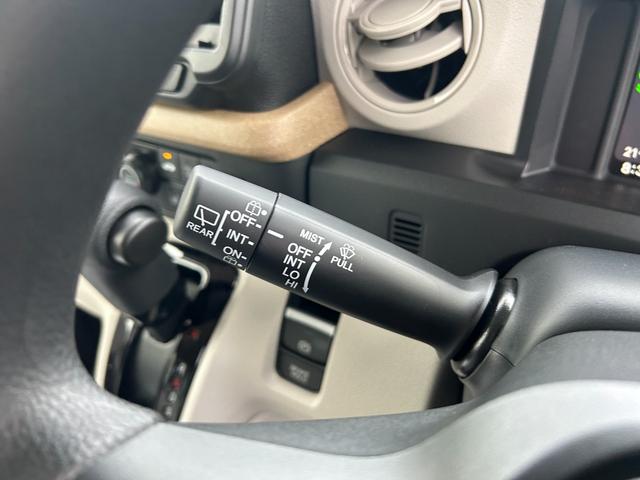 REAR
OFF
INT
ON
MIST
OFF
INT
LO
HI
PULL